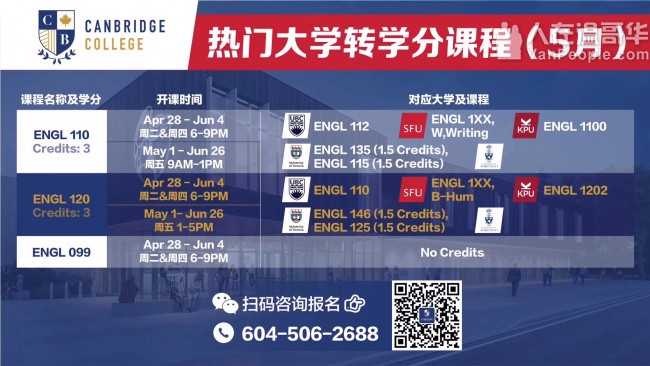 CANBRIDGE
COLLEGE
热门大学转学分课程（5月）
人在温哥华
VanPeople.com
课程名称及学分
开课时间
对应大学及课程
ENGL 110
Credits: 3
Apr 28 - Jun 4
周二&周四 6-9PM
UBC
ENGL 112
SFU
ENGL 1XX,
W,Writing
KPU
ENGL 1100
May 1 - Jun 26
周五 9AM-1PM
University
of Victoria
ENGL 135 (1.5 Credits),
ENGL 115 (1.5 Credits)
ENGL 120
Credits: 3
Apr 28 - Jun 4
周二&周四 6-9PM
UBC
ENGL 110
SFU
ENGL 1XX,
B-Hum
KPU
ENGL 1202
May 1- Jun 26
周五 1-5PM
University
of Victoria
ENGL 146 (1.5 Credits),
ENGL 125 (1.5 Credits)
ENGL 099
Apr 28 - Jun 4
周二&周四 6-9PM
No Credits
扫码咨询报名
604-506-2688